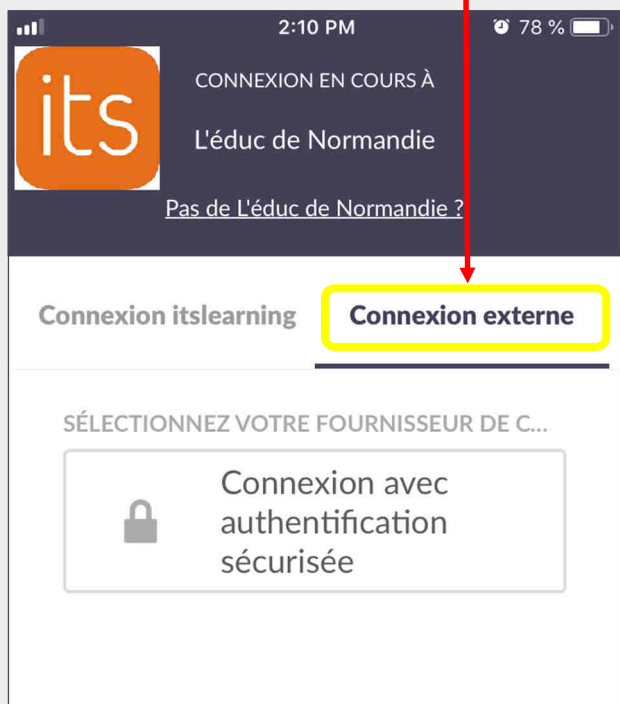 2:10 PM
78 %
its
CONNEXION EN COURS À
L'éduc de Normandie
Pas de L'éduc de Normandie ?
Connexion itslearning
Connexion externe
SÉLECTIONNEZ VOTRE FOURNISSEUR DE C...
Connexion avec
authentification
sécurisée